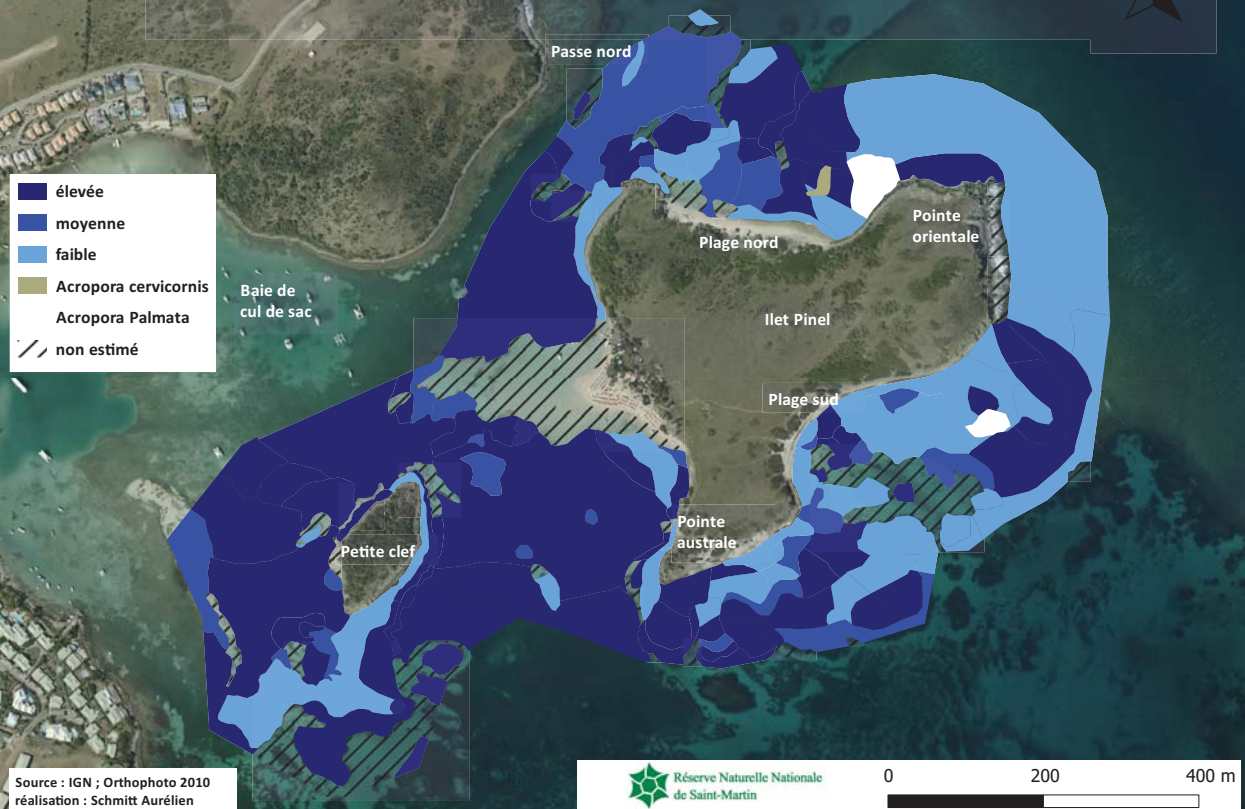 Passe nord
élevée
moyenne
faible
Acropora cervicornis
Acropora Palmata
non estimé
Baie de
cul de sac
Plage nord
Pointe
orientale
Ilet Pinel
Plage sud
Pointe
australe
Petite clef
Source : IGN ; Orthophoto 2010
réalisation : Schmitt Aurélien
Réserve Naturelle Nationale
de Saint-Martin
0 200 400 m